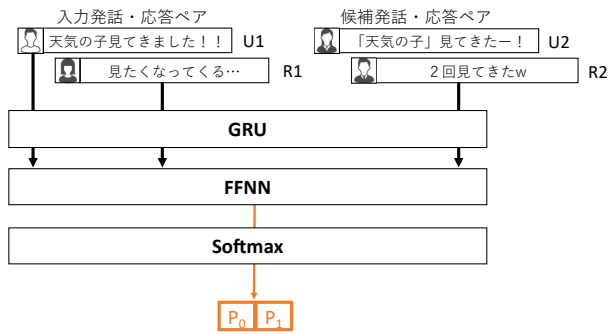 入力発話・応答ペア 候補発話・応答ペア
天気の子見てきました！！ U1 「天気の子」見てきたー！ U2
見たくなってくる… R1 ２回見てきたw R2
GRU
FFNN
Softmax
P0 P1